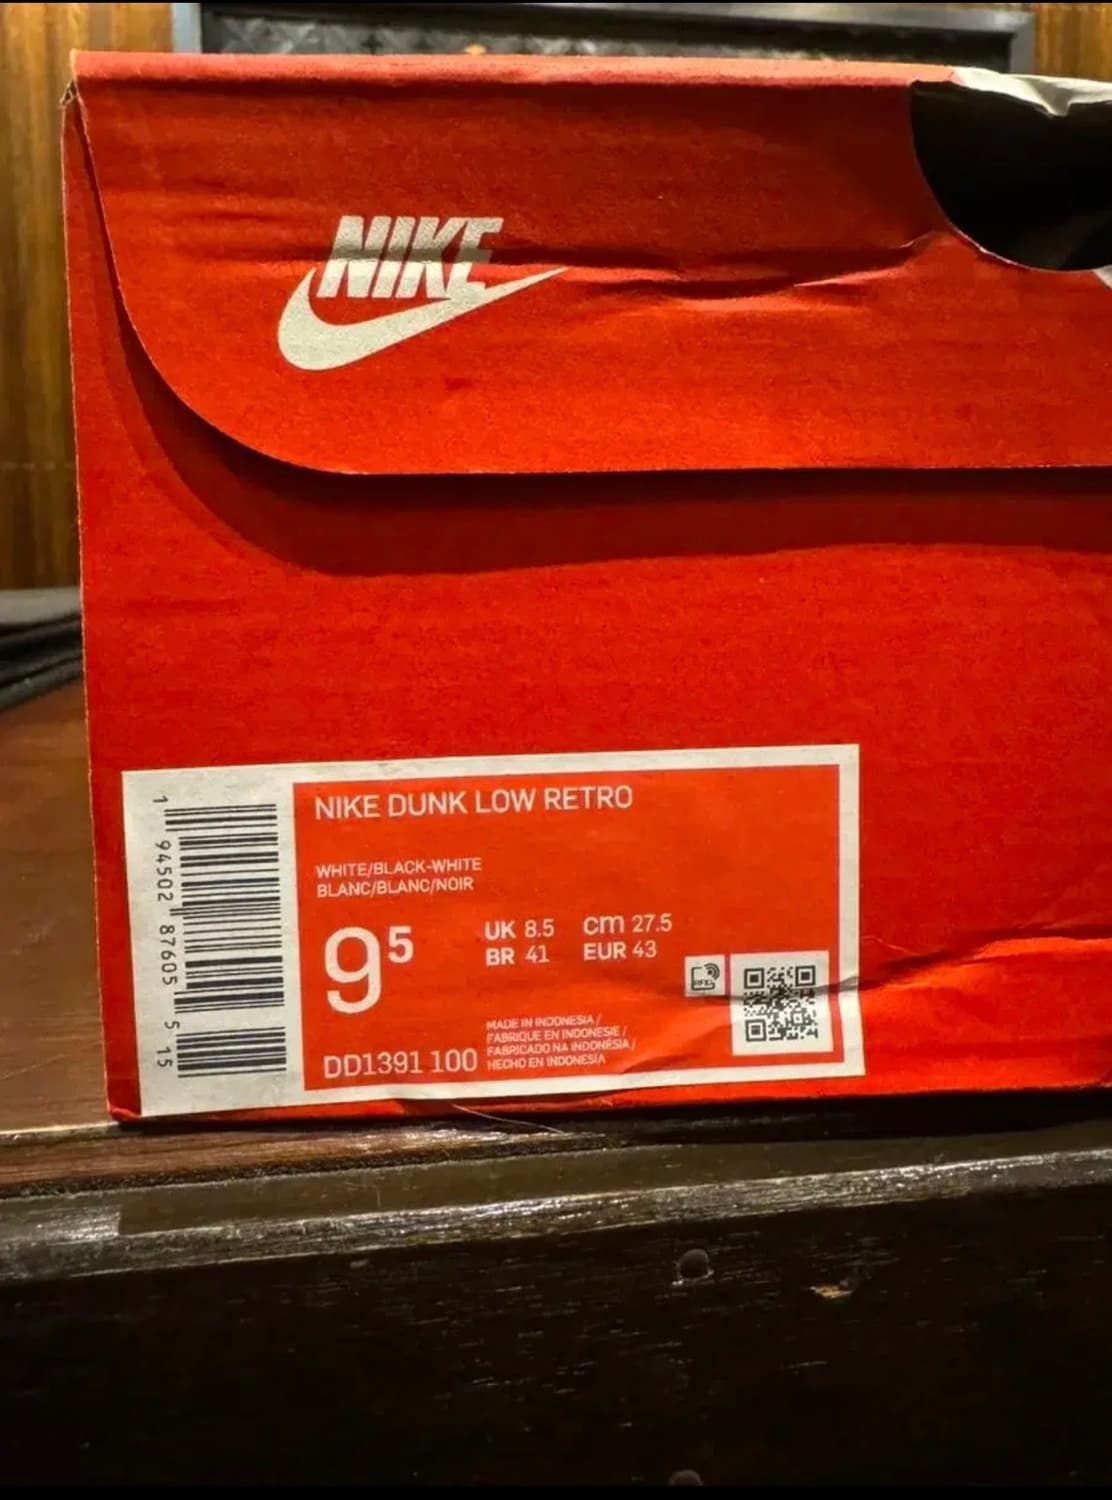 NIKE
NIKE DUNK LOW RETRO
WHITE/BLACK-WHITE
BLANC/BLANC/NOIR
9⁵
UK 8.5 cm 27.5
BR 41 EUR 43
MADE IN INDONESIA /
FABRIQUE EN INDONESIE /
FABRICADO NA INDONÉSIA /
HECHO EN INDONESIA
DD1391 100
1 94502 87605 5 15